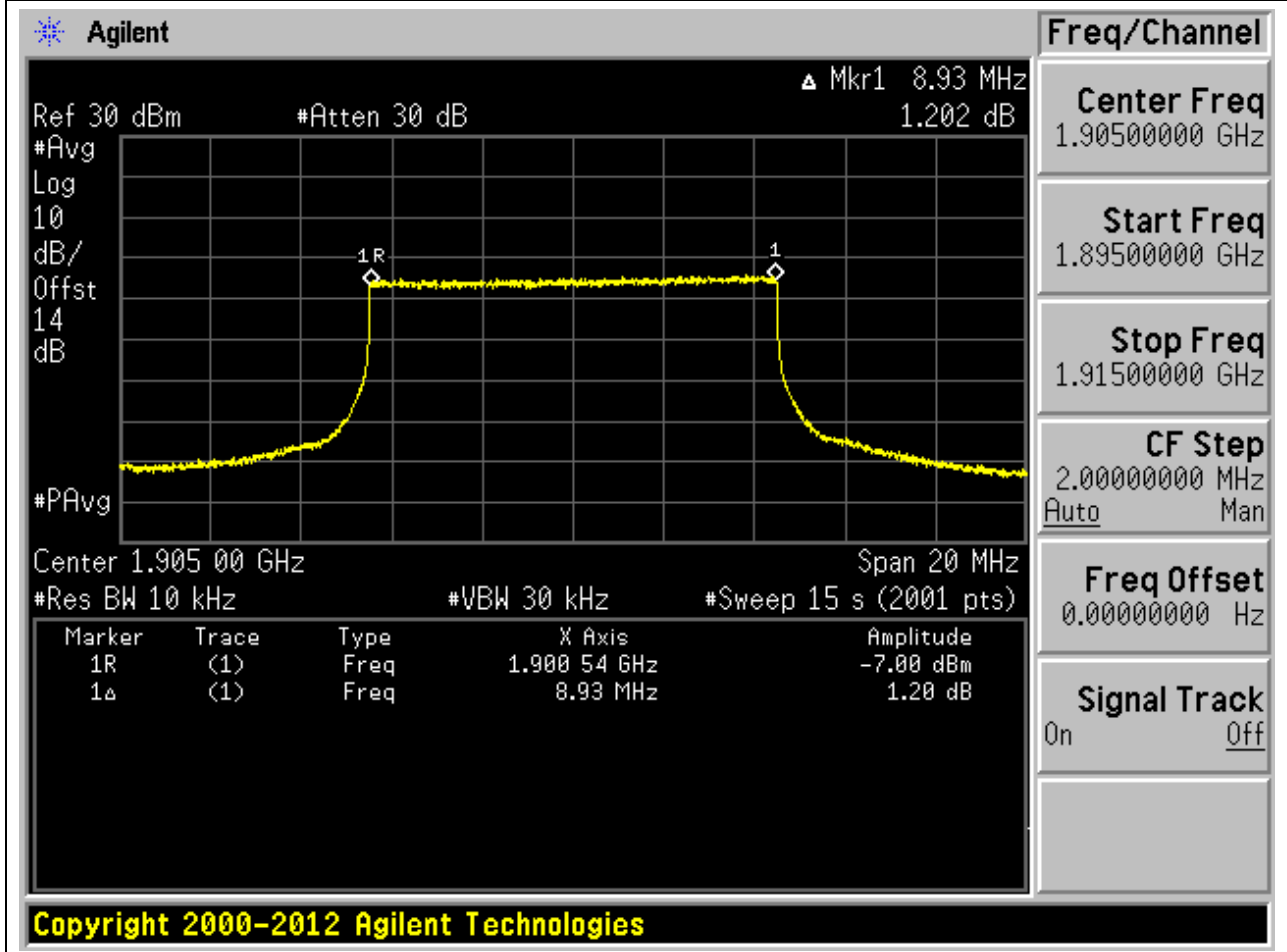 Agilent
Freq/Channel
▵ Mkr1 8.93 MHz
Ref 30 dBm #Atten 30 dB 1.202 dB
#Avg
Log
10
dB/
Offst
14
dB
1R
1
#PAvg
Center 1.905 00 GHz Span 20 MHz
#Res BW 10 kHz #VBW 30 kHz #Sweep 15 s (2001 pts)
Marker Trace Type X Axis Amplitude
1R (1) Freq 1.900 54 GHz -7.00 dBm
1▵ (1) Freq 8.93 MHz 1.20 dB
Center Freq
1.90500000 GHz
Start Freq
1.89500000 GHz
Stop Freq
1.91500000 GHz
CF Step
2.00000000 MHz
Auto Man
Freq Offset
0.00000000 Hz
Signal Track
On Off
Copyright 2000-2012 Agilent Technologies